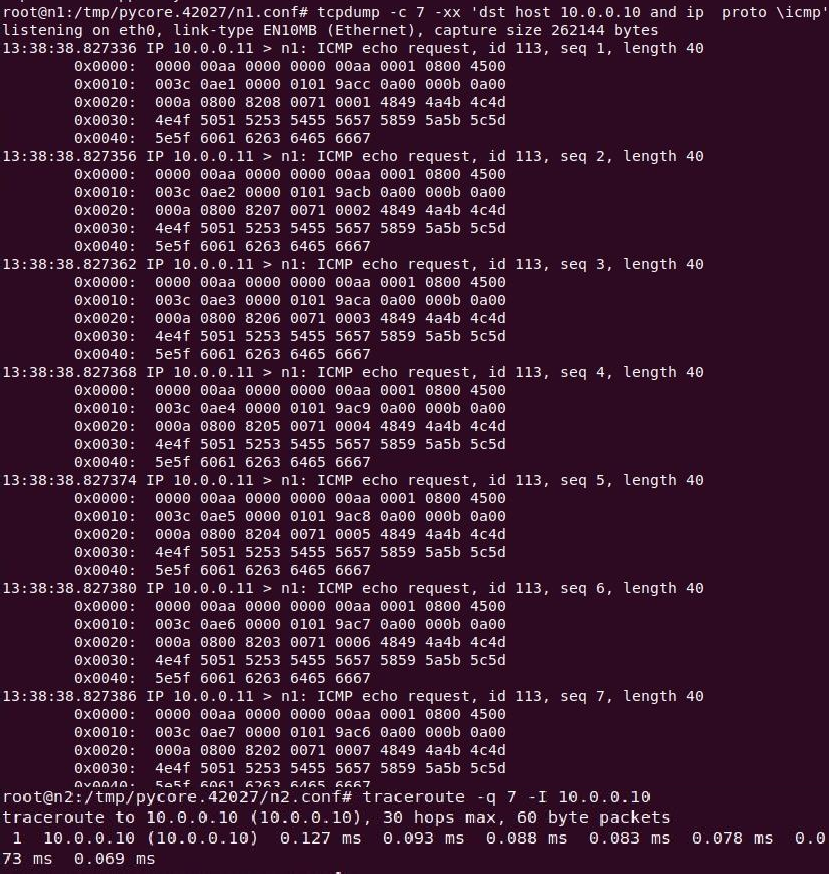 root@n1:/tmp/pycore.42027/n1.conf# tcpdump -c 7 -xx 'dst host 10.0.0.10 and ip  proto \icmp'
listening on eth0, link-type EN10MB (Ethernet), capture size 262144 bytes
13:38:38.827336 IP 10.0.0.11 > n1: ICMP echo request, id 113, seq 1, length 40
0x0000:  0000 00aa 0000 0000 00aa 0001 0800 4500
0x0010:  003c 0ae1 0000 0101 9acc 0a00 000b 0a00
0x0020:  000a 0800 8208 0071 0001 4849 4a4b 4c4d
0x0030:  4e4f 5051 5253 5455 5657 5859 5a5b 5c5d
0x0040:  5e5f 6061 6263 6465 6667
13:38:38.827356 IP 10.0.0.11 > n1: ICMP echo request, id 113, seq 2, length 40
0x0000:  0000 00aa 0000 0000 00aa 0001 0800 4500
0x0010:  003c 0ae2 0000 0101 9acb 0a00 000b 0a00
0x0020:  000a 0800 8207 0071 0002 4849 4a4b 4c4d
0x0030:  4e4f 5051 5253 5455 5657 5859 5a5b 5c5d
0x0040:  5e5f 6061 6263 6465 6667
13:38:38.827362 IP 10.0.0.11 > n1: ICMP echo request, id 113, seq 3, length 40
0x0000:  0000 00aa 0000 0000 00aa 0001 0800 4500
0x0010:  003c 0ae3 0000 0101 9aca 0a00 000b 0a00
0x0020:  000a 0800 8206 0071 0003 4849 4a4b 4c4d
0x0030:  4e4f 5051 5253 5455 5657 5859 5a5b 5c5d
0x0040:  5e5f 6061 6263 6465 6667
13:38:38.827368 IP 10.0.0.11 > n1: ICMP echo request, id 113, seq 4, length 40
0x0000:  0000 00aa 0000 0000 00aa 0001 0800 4500
0x0010:  003c 0ae4 0000 0101 9ac9 0a00 000b 0a00
0x0020:  000a 0800 8205 0071 0004 4849 4a4b 4c4d
0x0030:  4e4f 5051 5253 5455 5657 5859 5a5b 5c5d
0x0040:  5e5f 6061 6263 6465 6667
13:38:38.827374 IP 10.0.0.11 > n1: ICMP echo request, id 113, seq 5, length 40
0x0000:  0000 00aa 0000 0000 00aa 0001 0800 4500
0x0010:  003c 0ae5 0000 0101 9ac8 0a00 000b 0a00
0x0020:  000a 0800 8204 0071 0005 4849 4a4b 4c4d
0x0030:  4e4f 5051 5253 5455 5657 5859 5a5b 5c5d
0x0040:  5e5f 6061 6263 6465 6667
13:38:38.827380 IP 10.0.0.11 > n1: ICMP echo request, id 113, seq 6, length 40
0x0000:  0000 00aa 0000 0000 00aa 0001 0800 4500
0x0010:  003c 0ae6 0000 0101 9ac7 0a00 000b 0a00
0x0020:  000a 0800 8203 0071 0006 4849 4a4b 4c4d
0x0030:  4e4f 5051 5253 5455 5657 5859 5a5b 5c5d
0x0040:  5e5f 6061 6263 6465 6667
13:38:38.827386 IP 10.0.0.11 > n1: ICMP echo request, id 113, seq 7, length 40
0x0000:  0000 00aa 0000 0000 00aa 0001 0800 4500
0x0010:  003c 0ae7 0000 0101 9ac6 0a00 000b 0a00
0x0020:  000a 0800 8202 0071 0007 4849 4a4b 4c4d
0x0030:  4e4f 5051 5253 5455 5657 5859 5a5b 5c5d
0x0040:  5e5f 6061 6263 6465 6667
root@n2:/tmp/pycore.42027/n2.conf# traceroute -q 7 -I 10.0.0.10
traceroute to 10.0.0.10 (10.0.0.10), 30 hops max, 60 byte packets
1  10.0.0.10 (10.0.0.10)  0.127 ms  0.093 ms  0.088 ms  0.083 ms  0.078 ms  0.0
73 ms  0.069 ms